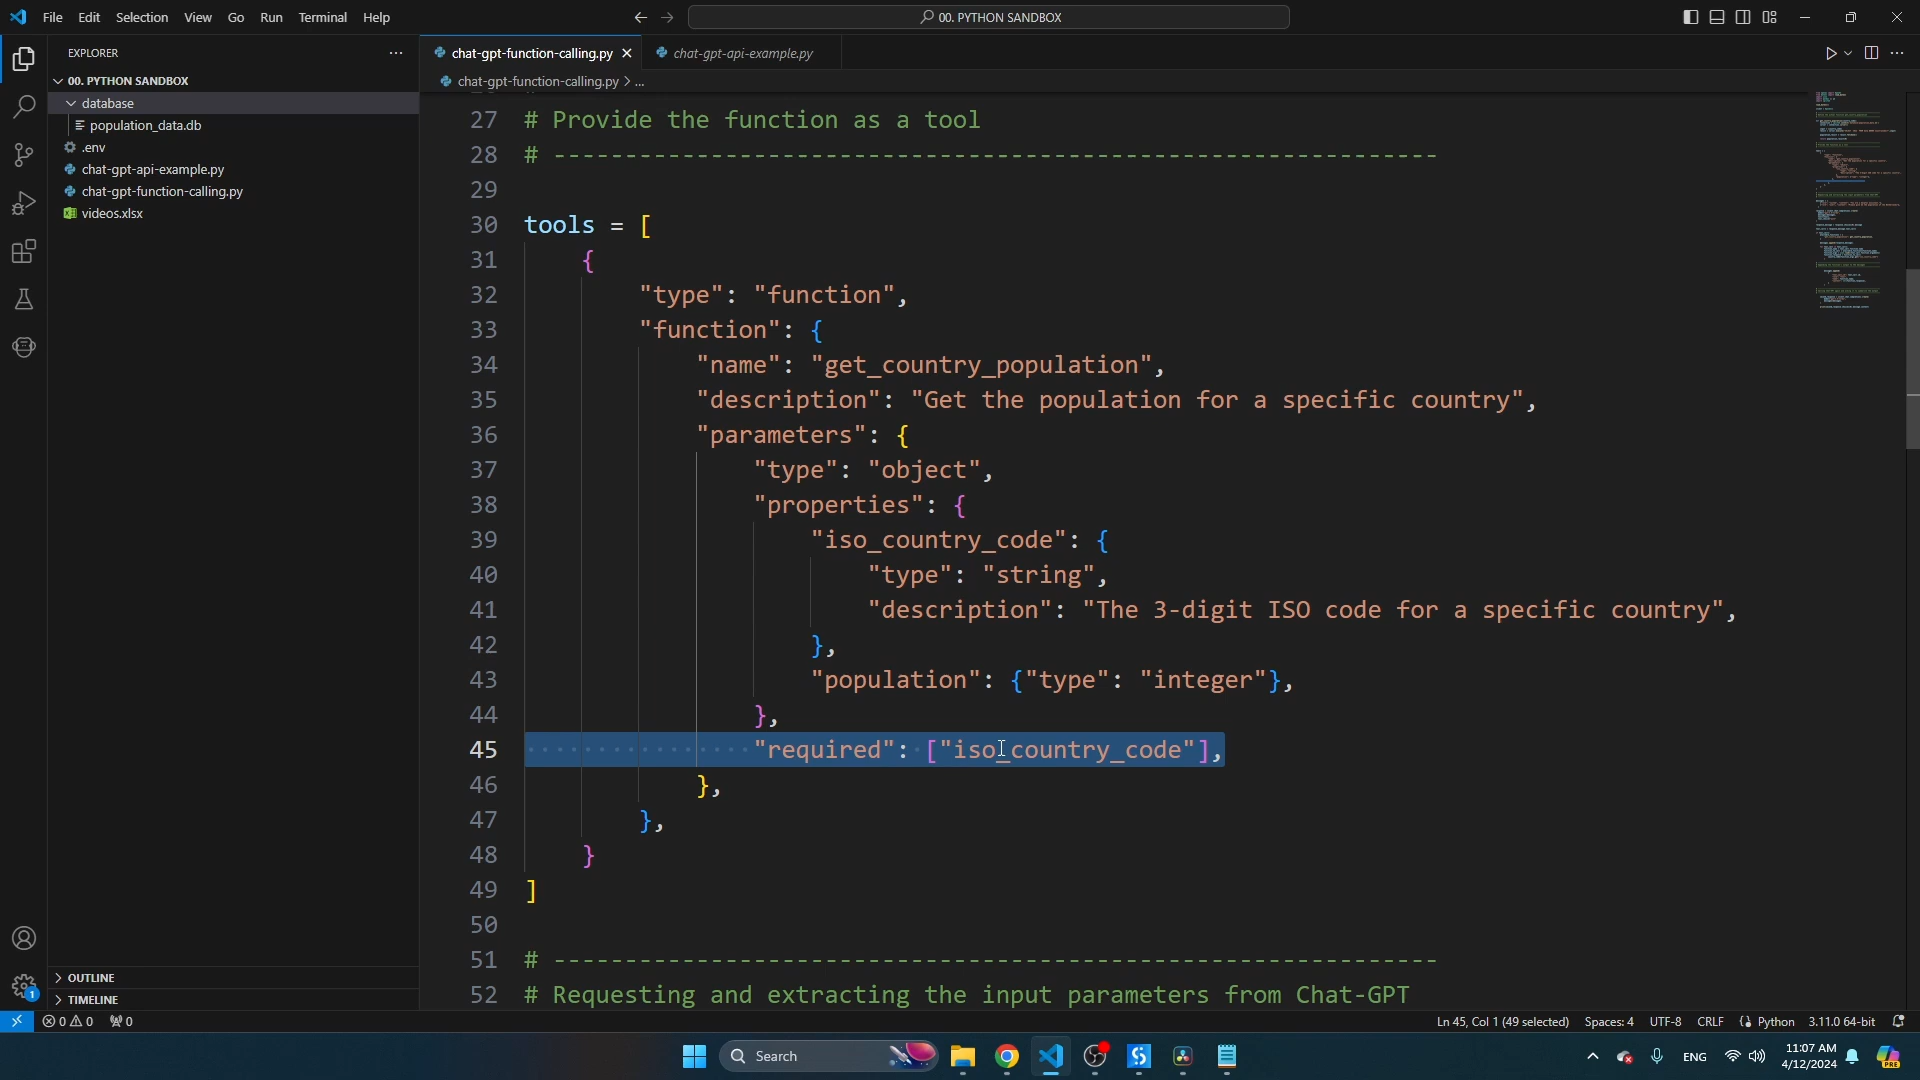 File Edit Selection View Go Run Terminal Help
00. PYTHON SANDBOX
EXPLORER
00. PYTHON SANDBOX
database
population_data.db
.env
chat-gpt-api-example.py
chat-gpt-function-calling.py
videos.xlsx
OUTLINE
TIMELINE
chat-gpt-function-calling.py
chat-gpt-api-example.py
chat-gpt-function-calling.py > ...
27 # Provide the function as a tool
28 # --------------------------------------------------------------
29
30 tools = [
31 {
32 "type": "function",
33 "function": {
34 "name": "get_country_population",
35 "description": "Get the population for a specific country",
36 "parameters": {
37 "type": "object",
38 "properties": {
39 "iso_country_code": {
40 "type": "string",
41 "description": "The 3-digit ISO code for a specific country",
42 },
43 "population": {"type": "integer"},
44 },
45 "required": ["iso_country_code"],
46 },
47 },
48 }
49 ]
50
51 # --------------------------------------------------------------
52 # Requesting and extracting the input parameters from Chat-GPT
0 0 0
Ln 45, Col 1 (49 selected) Spaces: 4 UTF-8 CRLF Python 3.11.0 64-bit
Search
ENG
11:07 AM
4/12/2024
PRE
1